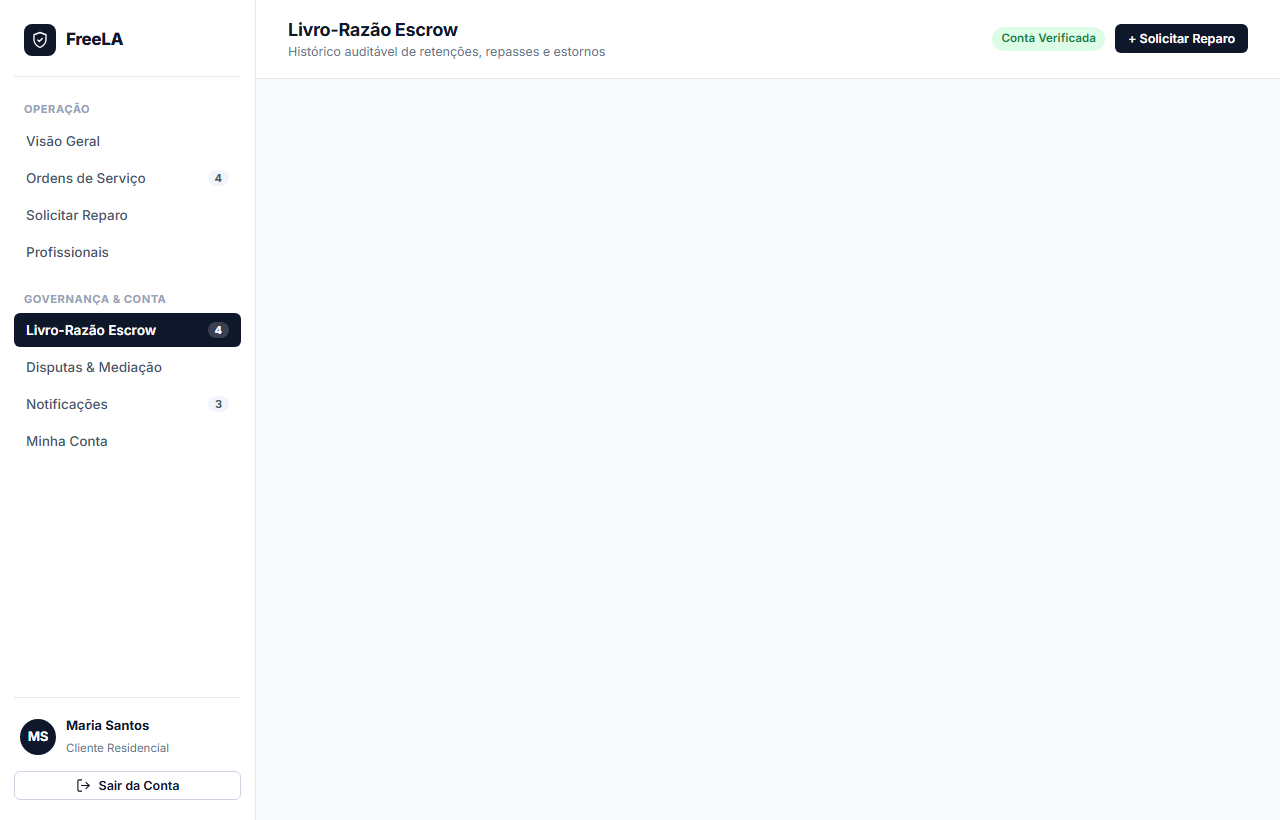 FreeLA
OPERAÇÃO
Visão Geral
Ordens de Serviço 4
Solicitar Reparo
Profissionais
GOVERNANÇA & CONTA
Livro-Razão Escrow 4
Disputas & Mediação
Notificações 3
Minha Conta
MS
Maria Santos
Cliente Residencial
Sair da Conta
Livro-Razão Escrow
Histórico auditável de retenções, repasses e estornos
Conta Verificada
+ Solicitar Reparo